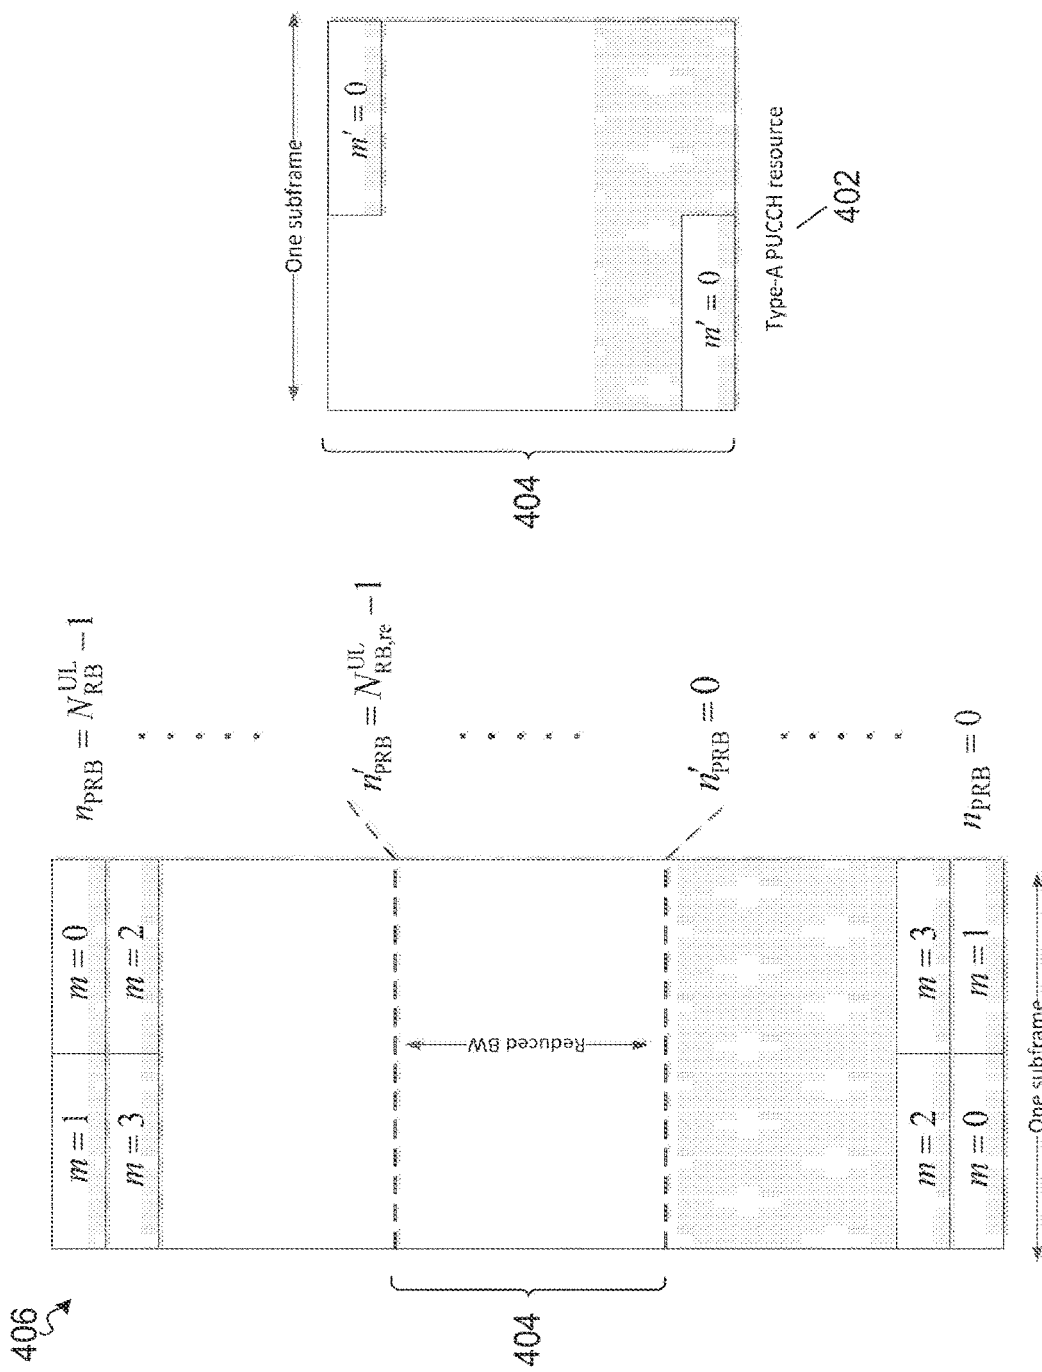 406
m = 1
m = 0
m = 3
m = 2
n_PRB = N_RB^UL − 1
404
Reduced BW
n'_PRB = N_RB,re^UL − 1
n'_PRB = 0
m = 2
m = 3
m = 0
m = 1
n_PRB = 0
One subframe
One subframe
404
m' = 0
m' = 0
Type-A PUCCH resource
402